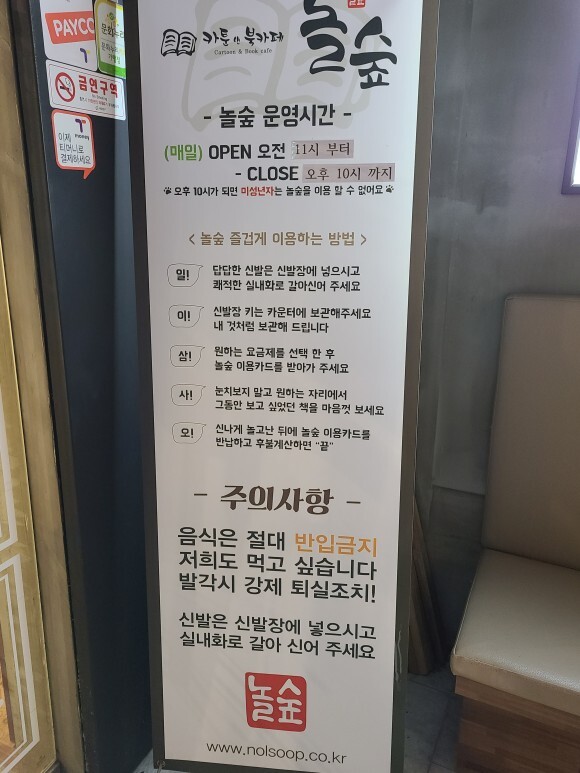 PAYCO
금연구역
이제
티머니로
결제하세요
money
카툰 앤 북카페
Cartoon & Book cafe
놀숲
- 놀숲 운영시간 -
(매일) OPEN 오전 11시 부터
- CLOSE 오후 10시 까지
오후 10시가 되면 미성년자는 놀숲을 이용 할 수 없어요
< 놀숲 즐겁게 이용하는 방법 >
일! 답답한 신발은 신발장에 넣으시고
쾌적한 실내화로 갈아신어 주세요
이! 신발장 키는 카운터에 보관해주세요
내 것처럼 보관해 드립니다
삼! 원하는 요금제를 선택 한 후
놀숲 이용카드를 받아가 주세요
사! 눈치보지 말고 원하는 자리에서
그동안 보고 싶었던 책을 마음껏 보세요
오! 신나게 놀고난 뒤에 놀숲 이용카드를
반납하고 후불계산하면 "끝"
- 주의사항 -
음식은 절대 반입금지
저희도 먹고 싶습니다
발각시 강제 퇴실조치!
신발은 신발장에 넣으시고
실내화로 갈아 신어 주세요
놀숲
www.nolsoop.co.kr